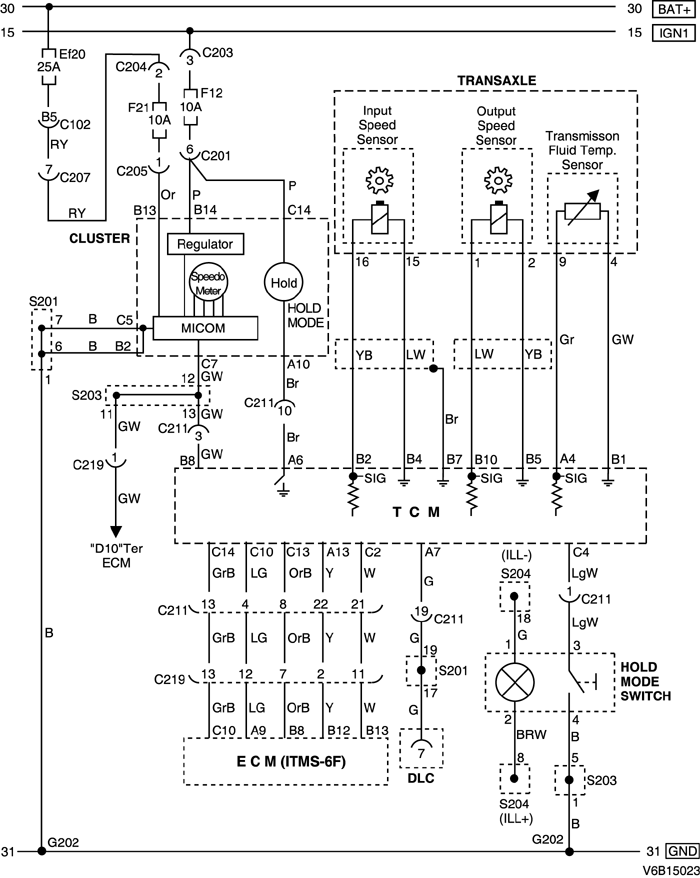 30 30 BAT+
15 15 IGN1
Ef20
25A
C204
2
C203
3
F21
10A
F12
10A
B5
C102
RY
7
C207
RY
1
C205
6
C201
Or
P
P
B13
B14
C14
TRANSAXLE
Input
Speed
Sensor
Output
Speed
Sensor
Transmisson
Fluid Temp.
Sensor
16
15
1
2
9
4
CLUSTER
Regulator
Speedo
Meter
Hold
HOLD
MODE
MICOM
S201
7
B
C5
6
B
B2
1
C7
GW
12
S203
11
13
GW
GW
C211
3
GW
B8
C219
1
GW
"D10"Ter
ECM
A10
Br
C211
10
Br
A6
YB
LW
LW
YB
Br
Gr
GW
B2
B4
B7
B10
B5
A4
B1
SIG
SIG
SIG
T C M
C14
C10
C13
A13
C2
GrB
LG
OrB
Y
W
C211
13
4
8
22
21
GrB
LG
OrB
Y
W
C219
13
12
7
2
11
GrB
LG
OrB
Y
W
C10
A9
B8
B12
B13
E C M (ITMS-6F)
A7
G
19
C211
G
19
S201
17
G
7
DLC
(ILL-)
S204
18
G
1
2
BRW
8
S204
(ILL+)
C4
LgW
1
C211
LgW
3
HOLD
MODE
SWITCH
4
B
5
S203
1
B
G202
B
G202
31 31 GND
V6B15023